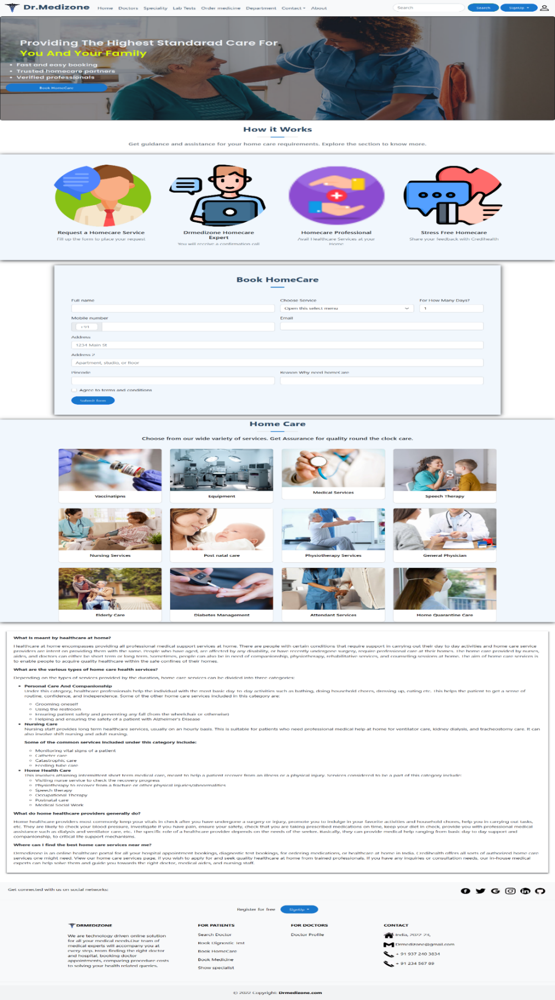 Dr.Medizone
Home Doctors Speciality Lab Tests Order medicine Department Contact About
Search
Search
SignUp
Providing The Highest Standarad Care For
You And Your Family
Fast and easy booking
Trusted homecare partners
Verified professionals
Book HomeCare
How it Works
Get guidance and assistance for your home care requirements. Explore the section to know more.
Request a Homecare Service
Fill up the form to place your request
Drmedizone Homecare
Expert
You will receive a confirmation call
Homecare Professional
Avail Healthcare Services at your
Home
Stress Free Homecare
Share your feedback with Credihealth
Book HomeCare
Full name
Choose Service
For How Many Days?
Open this select menu
1
Mobile number
Email
+91
Address
1234 Main St
Address 2
Apartment, studio, or floor
Pincode
Reason Why need homeCare
Agree to terms and conditions
Submit form
Home Care
Choose from our wide variety of services. Get Assurance for quality round the clock care.
Vaccinatipns
Equipment
Medical Services
S
Speech Therapy
Nursing Services
Post natal care
Physiotherapy Services
General Physician
Elderly Care
Diabetes Management
Attendant Services
Home Quarantine Care
What is meant by healthcare at home?
Healthcare at home encompasses providing all professional medical support services at home. There are people with certain conditions that require support in carrying out their day to day activities and home care service
providers are intent on providing them with the same. People who have aged, are affected by any disability, or have recently undergone surgery, require professional care at their homes. The home care provided by nurses,
aides, and doctors can either be short term or long term. Sometimes, people can also be in need of companionship, physiotherapy, rehabilitative services, and counseling sessions at home. The aim of home care services is
to enable people to acquire quality healthcare within the safe confines of their homes.
What are the various types of home care health services?
Depending on the types of services provided by the duration, home care services can be divided into three categories:
Personal Care And Companionship
Under this category, healthcare professionals help the individual with the most basic day-to-day activities such as bathing, doing household chores, dressing up, eating etc. This helps the patient to get a sense of
routine, confidence, and independence. Some of the other home care services included in this category are:
Grooming oneself
Using the restroom
Ensuring patient safety and preventing any fall (from the wheelchair or otherwise)
Helping and ensuring the safety of a patient with Alzheimer's Disease
Nursing Care
Nursing staff provides long term healthcare services, usually on an hourly basis. This is suitable for patients who need professional medical help at home for ventilator care, kidney dialysis, and tracheostomy care. It can
also involve shift nursing and adult nursing.
Some of the common services included under this category include:
Monitoring vital signs of a patient
Catheter care
Catastrophic care
Feeding tube care
Home Health Care
This involves attaining intermittent short term medical care, meant to help a patient recover from an illness or a physical injury. Services considered to be a part of this category include:
Visiting nurse service to check the recovery progress
Physiotherapy to recover from a fracture or other physical injuries/abnormalities
Speech therapy
Occupational Therapy
Postnatal care
Medical Social Work
What do home healthcare providers generally do?
Home healthcare providers most commonly keep your vitals in check after you have undergone a surgery or injury, promote you to indulge in your favorite activities and household chores, help you in carrying out tasks,
etc. They are likely to check your blood pressure, investigate if you have pain, ensure your safety, check that you are taking prescribed medications on time, keep your diet in check, provide you with professional medical
assistance such as dialysis and ventilator care, etc. The specific role of a healthcare provider depends on the needs of the seeker. Basically, they can provide medical help ranging from basic day to day support and
companionship, to critical life support mechanisms.
Where can I find the best home care services near me?
Drmedizone is an online healthcare portal for all your hospital appointment bookings, diagnostic test bookings, for ordering medications, or healthcare at home in India. Credihealth offers all sorts of authorized home care
services one might need. View our home care services page, if you wish to apply for and seek quality healthcare at home from trained professionals. If you have any inquiries or consultation needs, our in-house medical
experts can help solve them and guide you towards the right doctor, medical aides, and nursing staff.
Get connected with us on social networks:
Register for free
SignUp
DRMEDIZONE
We are technology driven online solution
for all your medical needs.Our team of
medical experts will accompany you at
every step. From finding the right doctor
and hospital, booking doctor
appointments, comparing procedure costs
to solving your health related queries.
FOR PATIENTS
Search Doctor
Book Dignostic Test
Book HomeCare
Book Medicine
Show specialist
FOR DOCTORS
Doctor Profile
CONTACT
India, 2022-23,
Drmedizone@gmail.com
+ 91 937 240 3834
+ 91 234 567 89
© 2022 Copyright: Drmedizone.com